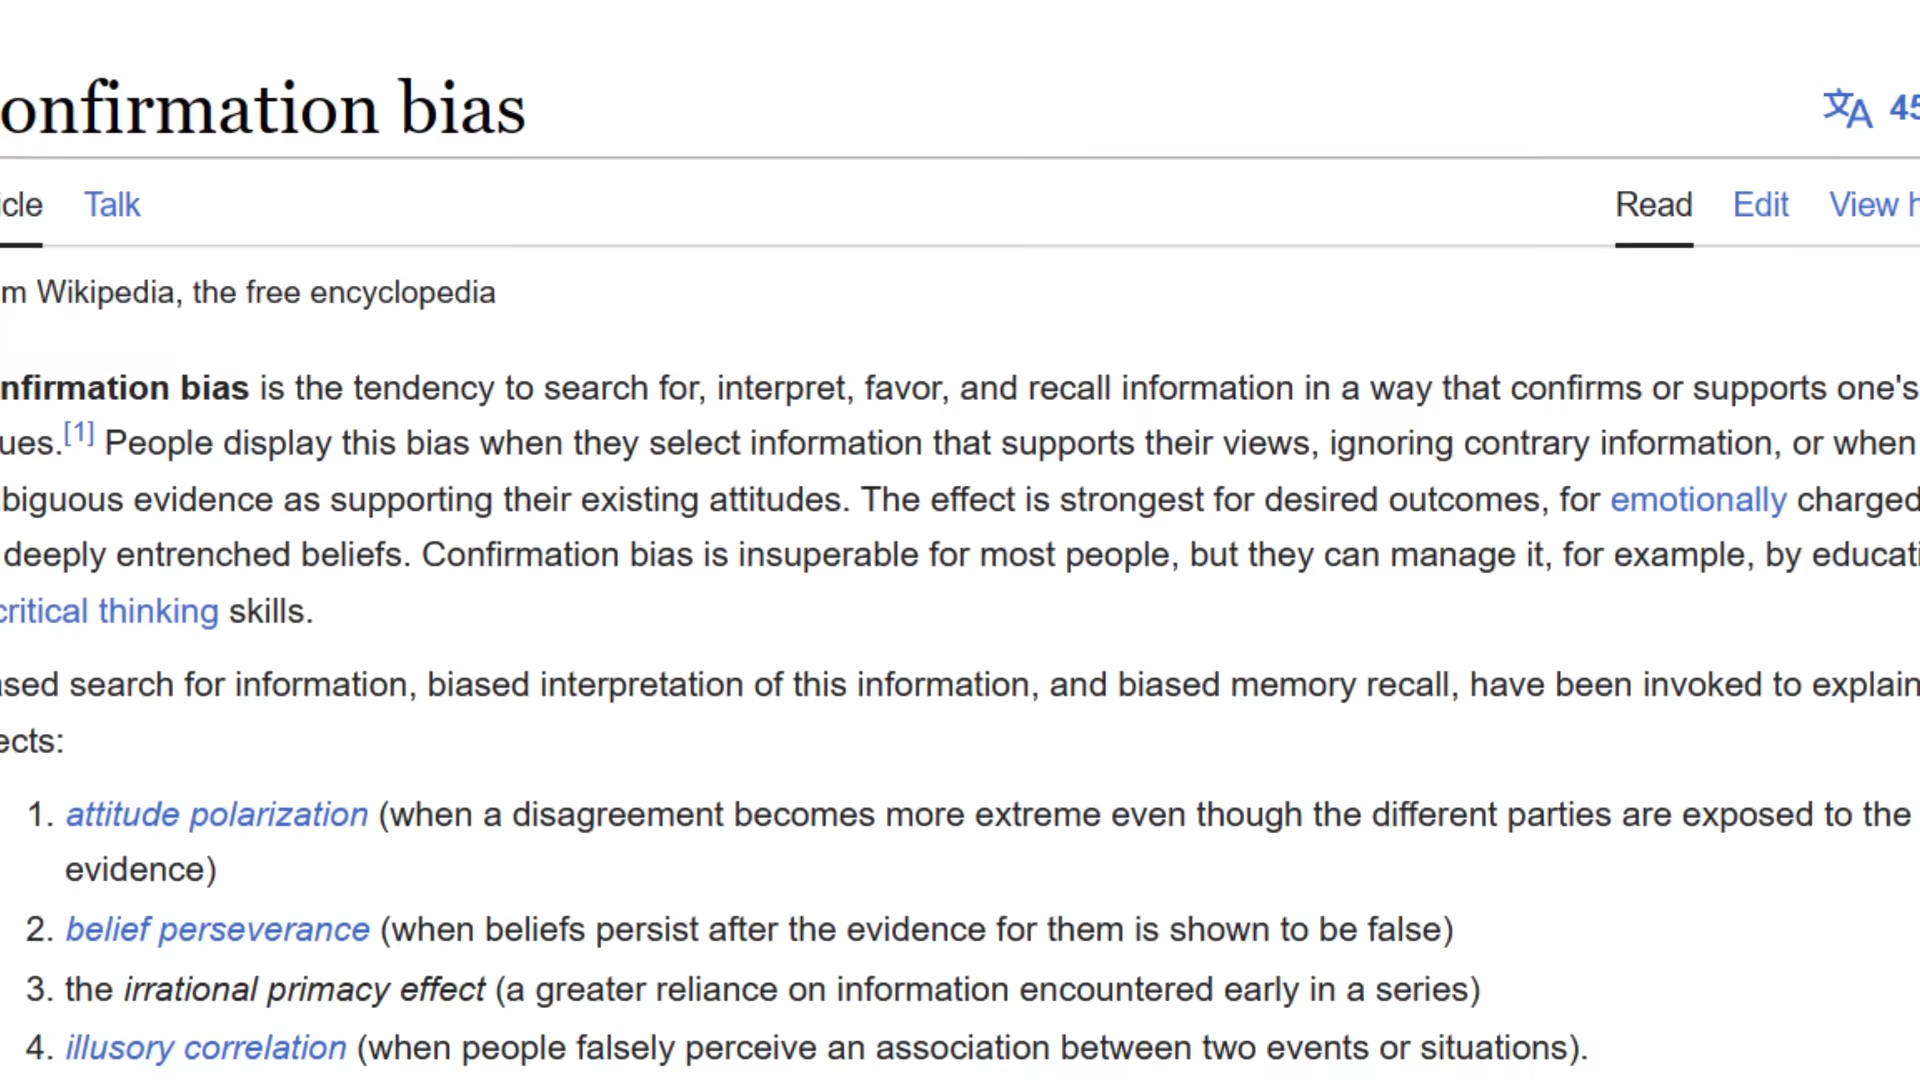 onfirmation bias
文A 45
icle Talk Read Edit View h
m Wikipedia, the free encyclopedia
nfirmation bias is the tendency to search for, interpret, favor, and recall information in a way that confirms or supports one's
ues.[1] People display this bias when they select information that supports their views, ignoring contrary information, or when
biguous evidence as supporting their existing attitudes. The effect is strongest for desired outcomes, for emotionally charged
deeply entrenched beliefs. Confirmation bias is insuperable for most people, but they can manage it, for example, by educati
critical thinking skills.
ased search for information, biased interpretation of this information, and biased memory recall, have been invoked to explain
ects:
1. attitude polarization (when a disagreement becomes more extreme even though the different parties are exposed to the
evidence)
2. belief perseverance (when beliefs persist after the evidence for them is shown to be false)
3. the irrational primacy effect (a greater reliance on information encountered early in a series)
4. illusory correlation (when people falsely perceive an association between two events or situations).